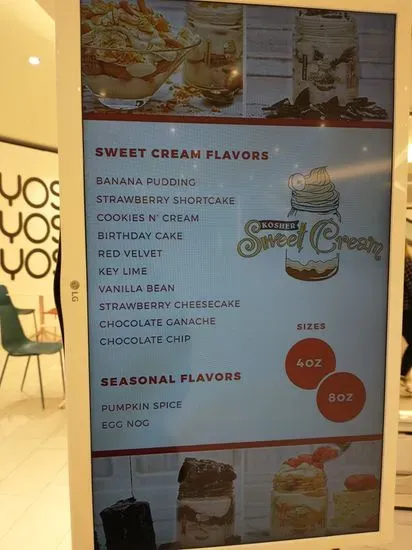 SWEET CREAM FLAVORS
BANANA PUDDING
STRAWBERRY SHORTCAKE
COOKIES N' CREAM
BIRTHDAY CAKE
RED VELVET
KEY LIME
VANILLA BEAN
STRAWBERRY CHEESECAKE
CHOCOLATE GANACHE
CHOCOLATE CHIP
KOSHER
Sweet Cream
SIZES
4OZ
8OZ
SEASONAL FLAVORS
PUMPKIN SPICE
EGG NOG
YOS
YOS
YOS
LG